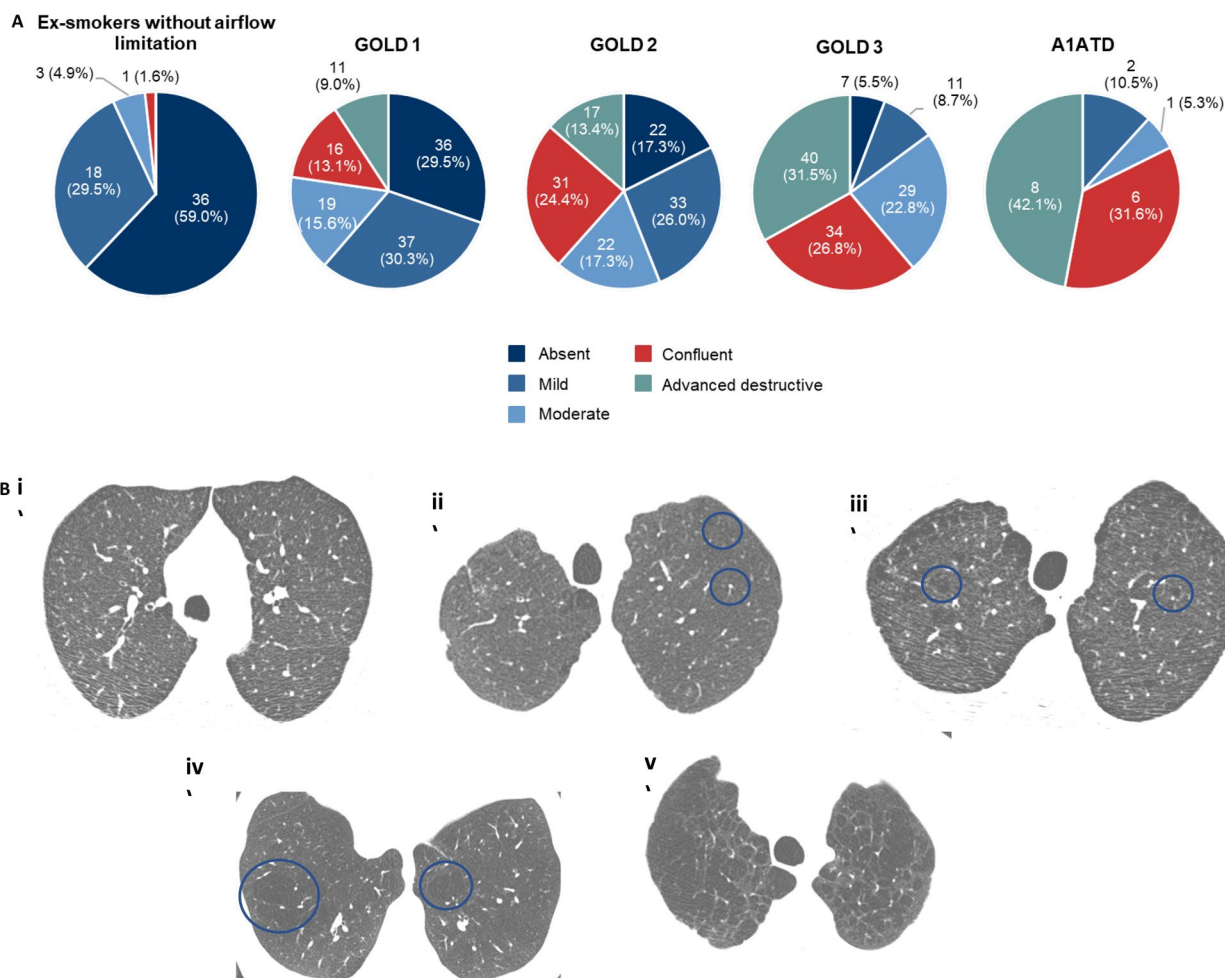 A Ex-smokers without airflow
limitation
GOLD 1
GOLD 2
GOLD 3
A1ATD
3 (4.9%)
1 (1.6%)
18
(29.5%)
36
(59.0%)
11
(9.0%)
16
(13.1%)
36
(29.5%)
19
(15.6%)
37
(30.3%)
17
(13.4%)
22
(17.3%)
31
(24.4%)
33
(26.0%)
22
(17.3%)
7 (5.5%)
11
(8.7%)
40
(31.5%)
29
(22.8%)
34
(26.8%)
2
(10.5%)
1 (5.3%)
8
(42.1%)
6
(31.6%)
Absent
Confluent
Mild
Advanced destructive
Moderate
B i
ii
iii
iv
v